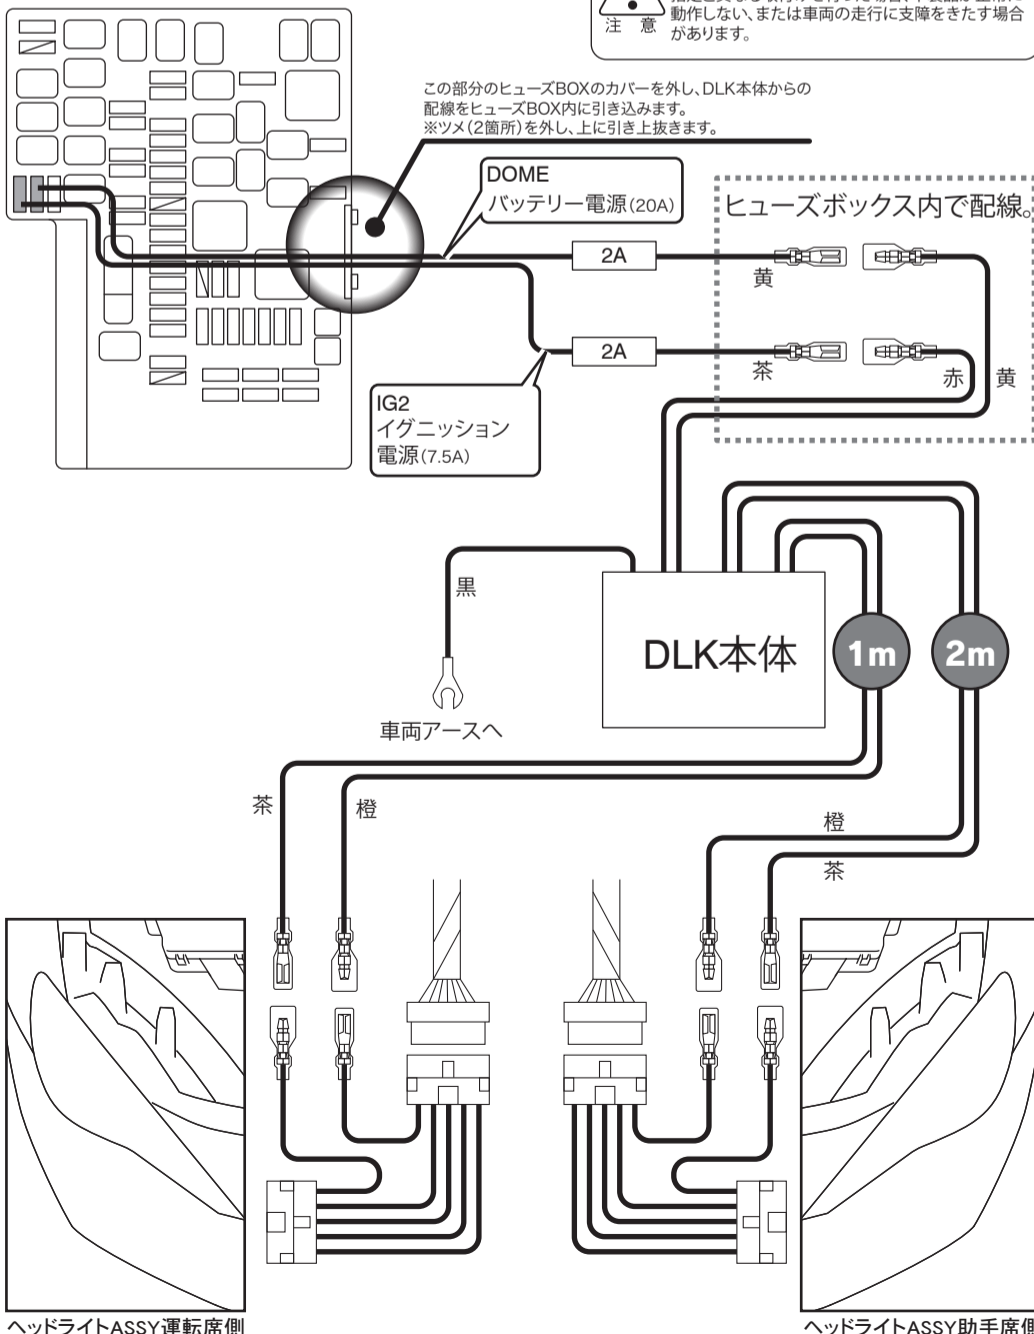 注 意
動作しない、または車両の走行に支障をきたす場合
があります。
この部分のヒューズBOXのカバーを外し、DLK本体からの
配線をヒューズBOX内に引き込みます。
※ツメ(2箇所)を外し、上に引き上抜きます。
DOME
バッテリー電源(20A)
ヒューズボックス内で配線。
2A
黄
2A
茶
赤
黄
IG2
イグニッション
電源(7.5A)
黒
DLK本体
1m
2m
車両アースへ
茶
橙
橙
茶
ヘッドライトASSY運転席側
ヘッドライトASSY助手席側